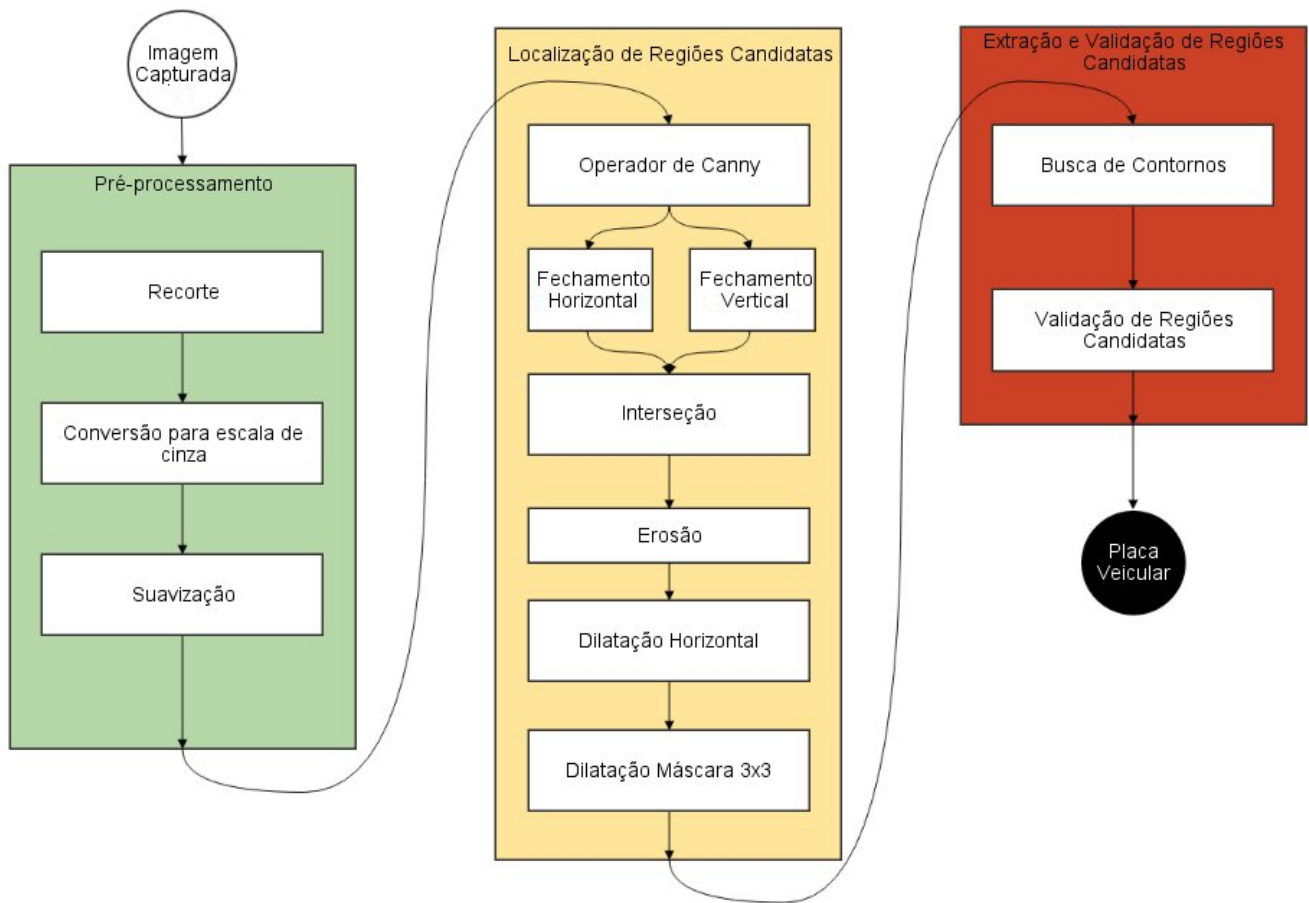 Imagem
Capturada
Pré-processamento
Recorte
Conversão para escala de
cinza
Suavização
Localização de Regiões Candidatas
Operador de Canny
Fechamento
Horizontal
Fechamento
Vertical
Interseção
Erosão
Dilatação Horizontal
Dilatação Máscara 3x3
Extração e Validação de Regiões
Candidatas
Busca de Contornos
Validação de Regiões
Candidatas
Placa
Veicular